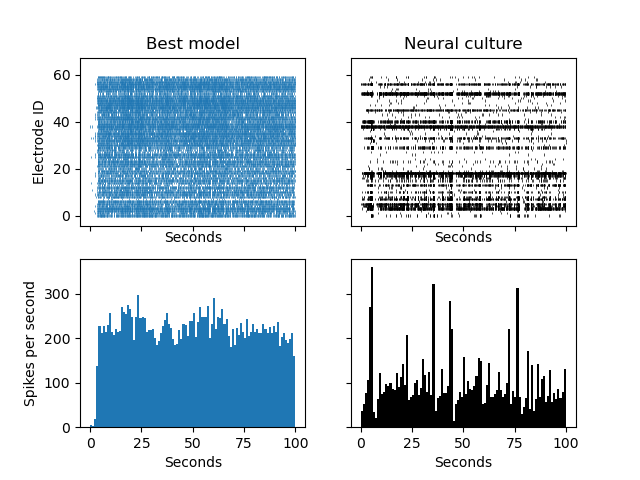 Best model
Neural culture
60
40
20
0
Electrode ID
Seconds
Seconds
300
200
100
0
Spikes per second
0 25 50 75 100
0 25 50 75 100
Seconds
Seconds